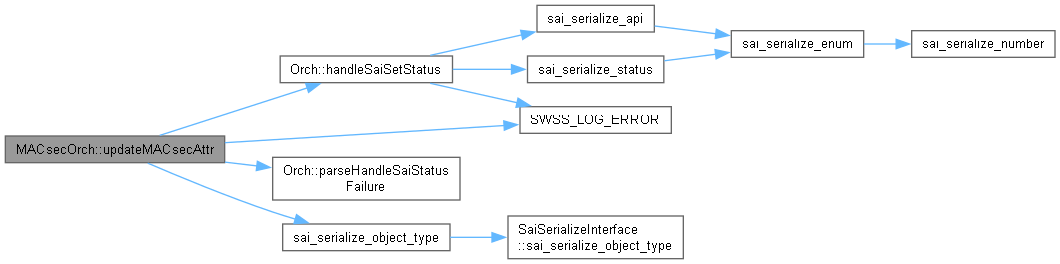 MACsecOrch::updateMACsecAttr
Orch::handleSaiSetStatus
sai_serialize_api
sai_serialize_enum
sai_serialize_number
sai_serialize_status
SWSS_LOG_ERROR
Orch::parseHandleSaiStatus
Failure
sai_serialize_object_type
SaiSerializeInterface
::sai_serialize_object_type